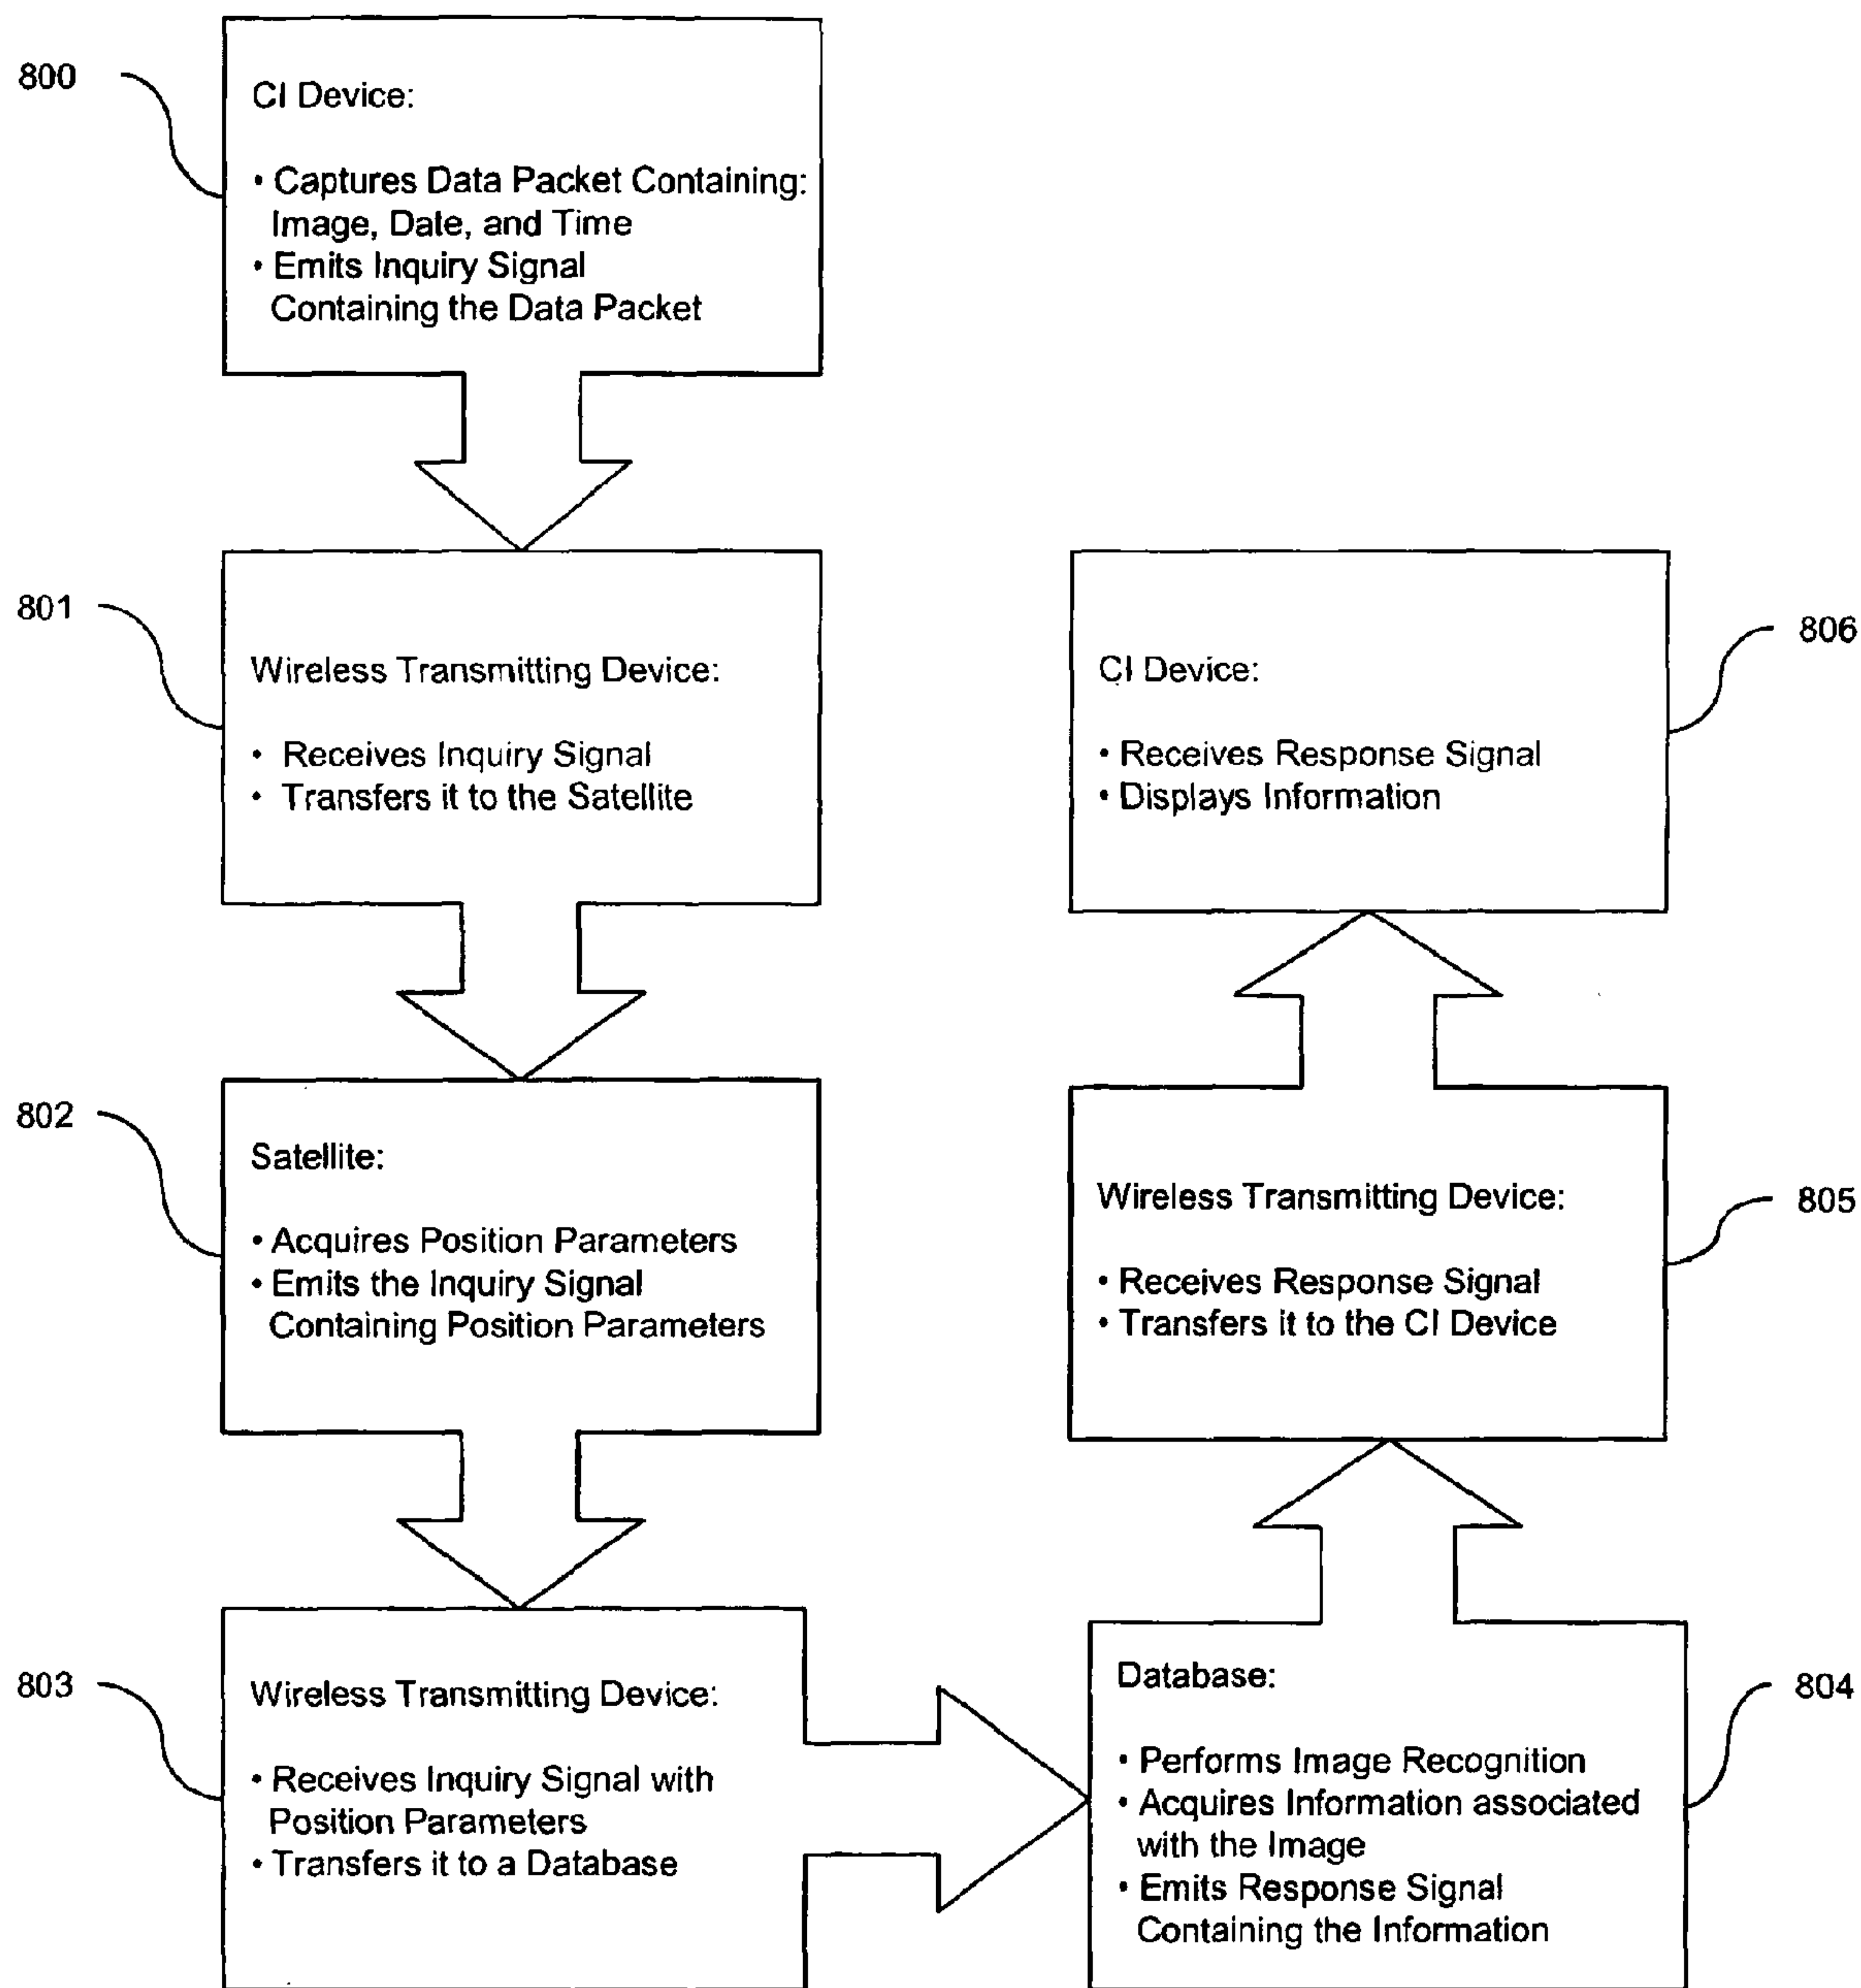 800
CI Device:
• Captures Data Packet Containing:
Image, Date, and Time
• Emits Inquiry Signal
Containing the Data Packet
801
Wireless Transmitting Device:
• Receives Inquiry Signal
• Transfers it to the Satellite
802
Satellite:
• Acquires Position Parameters
• Emits the Inquiry Signal
Containing Position Parameters
803
Wireless Transmitting Device:
• Receives Inquiry Signal with
Position Parameters
• Transfers it to a Database
804
Database:
• Performs Image Recognition
• Acquires Information associated
with the Image
• Emits Response Signal
Containing the Information
805
Wireless Transmitting Device:
• Receives Response Signal
• Transfers it to the CI Device
806
CI Device:
• Receives Response Signal
• Displays Information